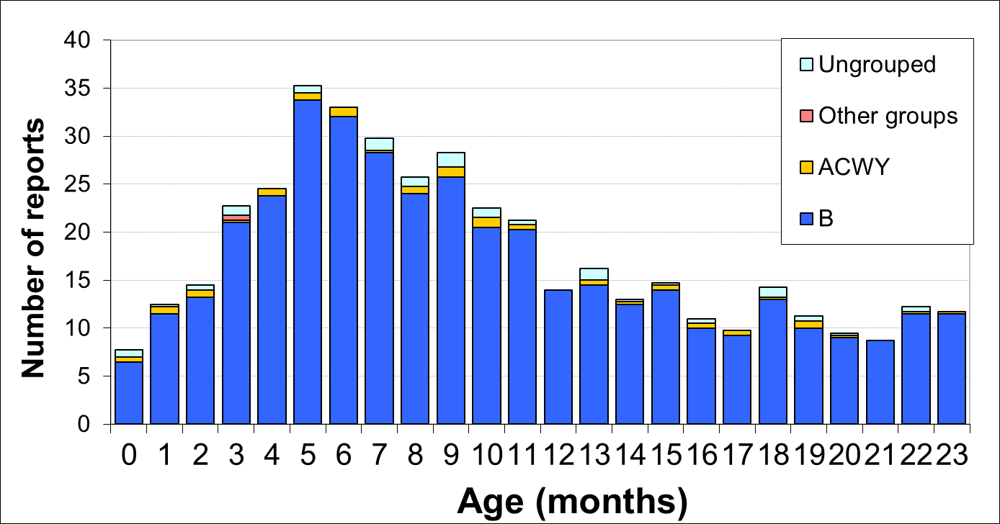 40
35
30
25
20
15
10
5
0
Number of reports
Ungrouped
Other groups
ACWY
B
0 1 2 3 4 5 6 7 8 9 10 11 12 13 14 15 16 17 18 19 20 21 22 23
Age (months)